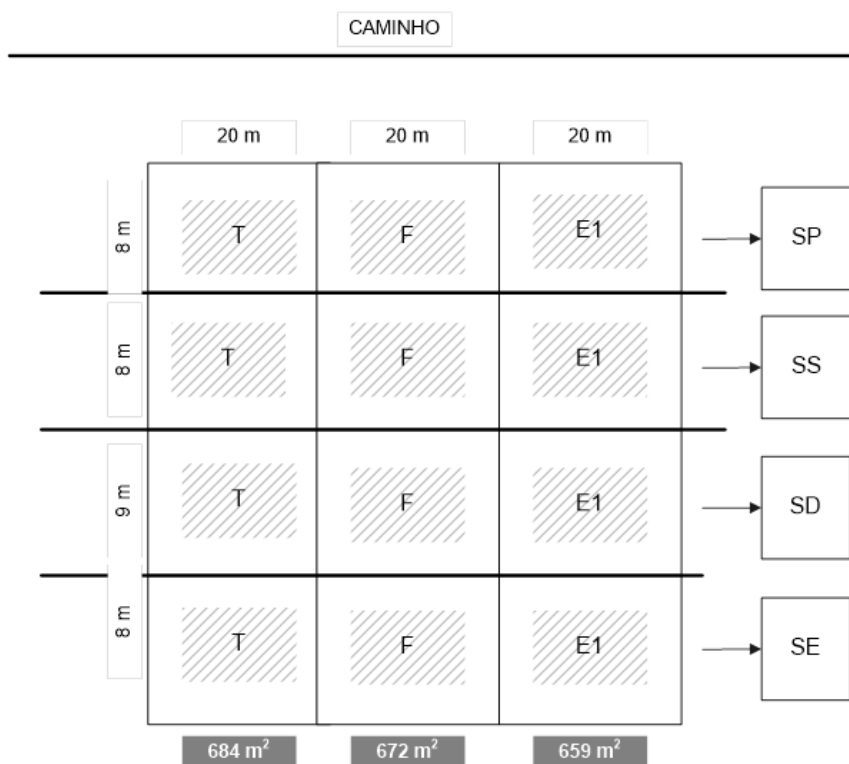 CAMINHO
20 m 20 m 20 m
8 m T F E1 SP
8 m T F E1 SS
9 m T F E1 SD
8 m T F E1 SE
684 m² 672 m² 659 m²